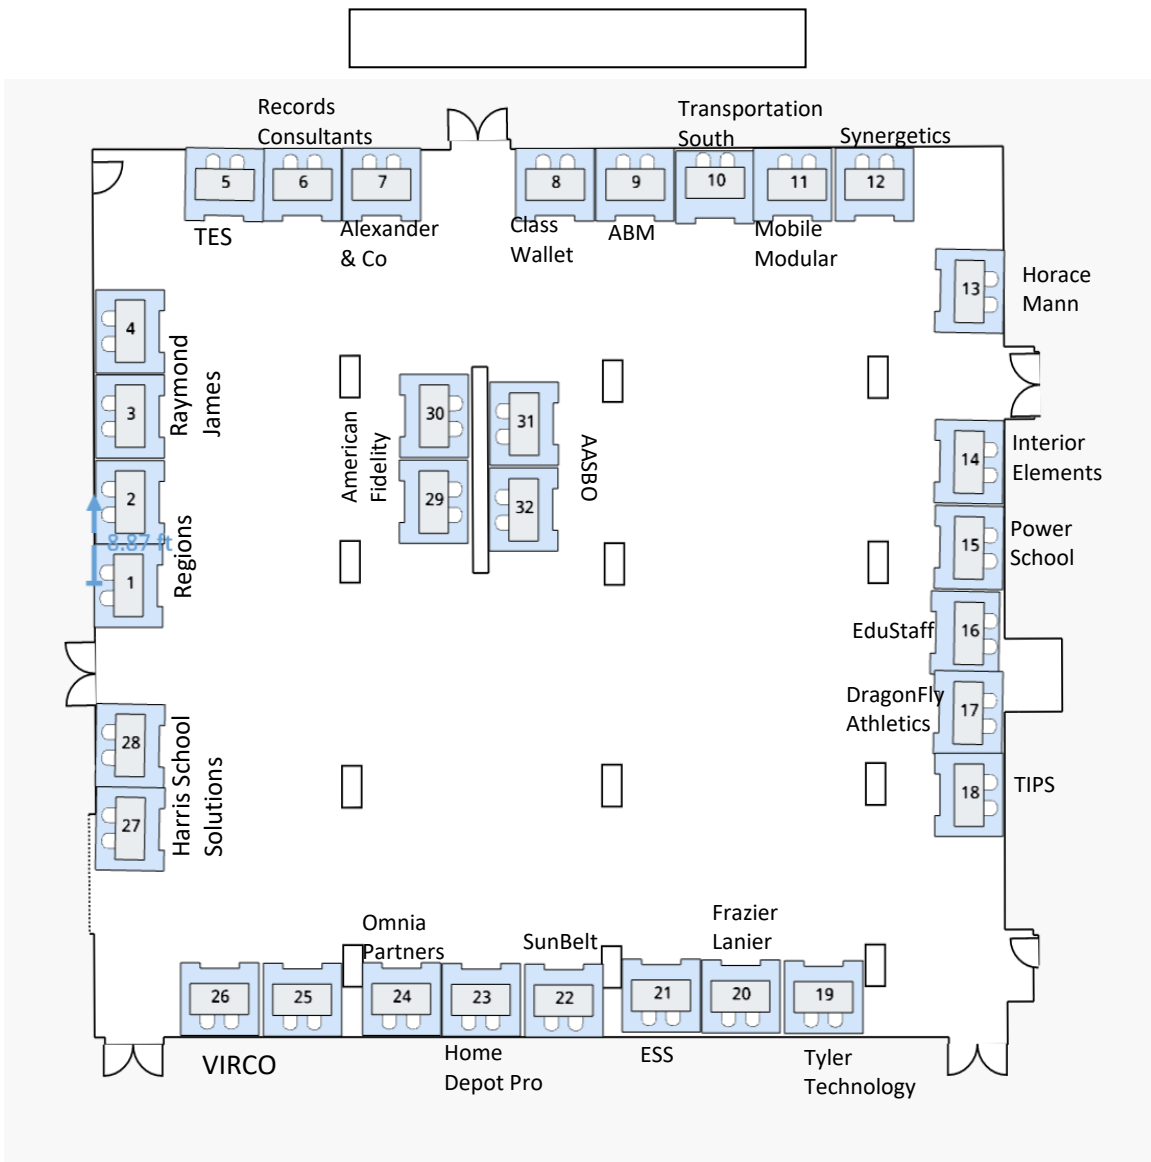 Records
Consultants
Transportation
South
Synergetics
5
6
7
8
9
10
11
12
TES
Alexander
& Co
Class
Wallet
ABM
Mobile
Modular
13
Horace
Mann
4
3
Raymond
James
2
8.87 ft
1
Regions
30
29
American
Fidelity
31
32
AASBO
14
Interior
Elements
15
Power
School
EduStaff
16
DragonFly
Athletics
17
18
TIPS
28
27
Harris School
Solutions
Omnia
Partners
SunBelt
Frazier
Lanier
26
25
24
23
22
21
20
19
VIRCO
Home
Depot Pro
ESS
Tyler
Technology